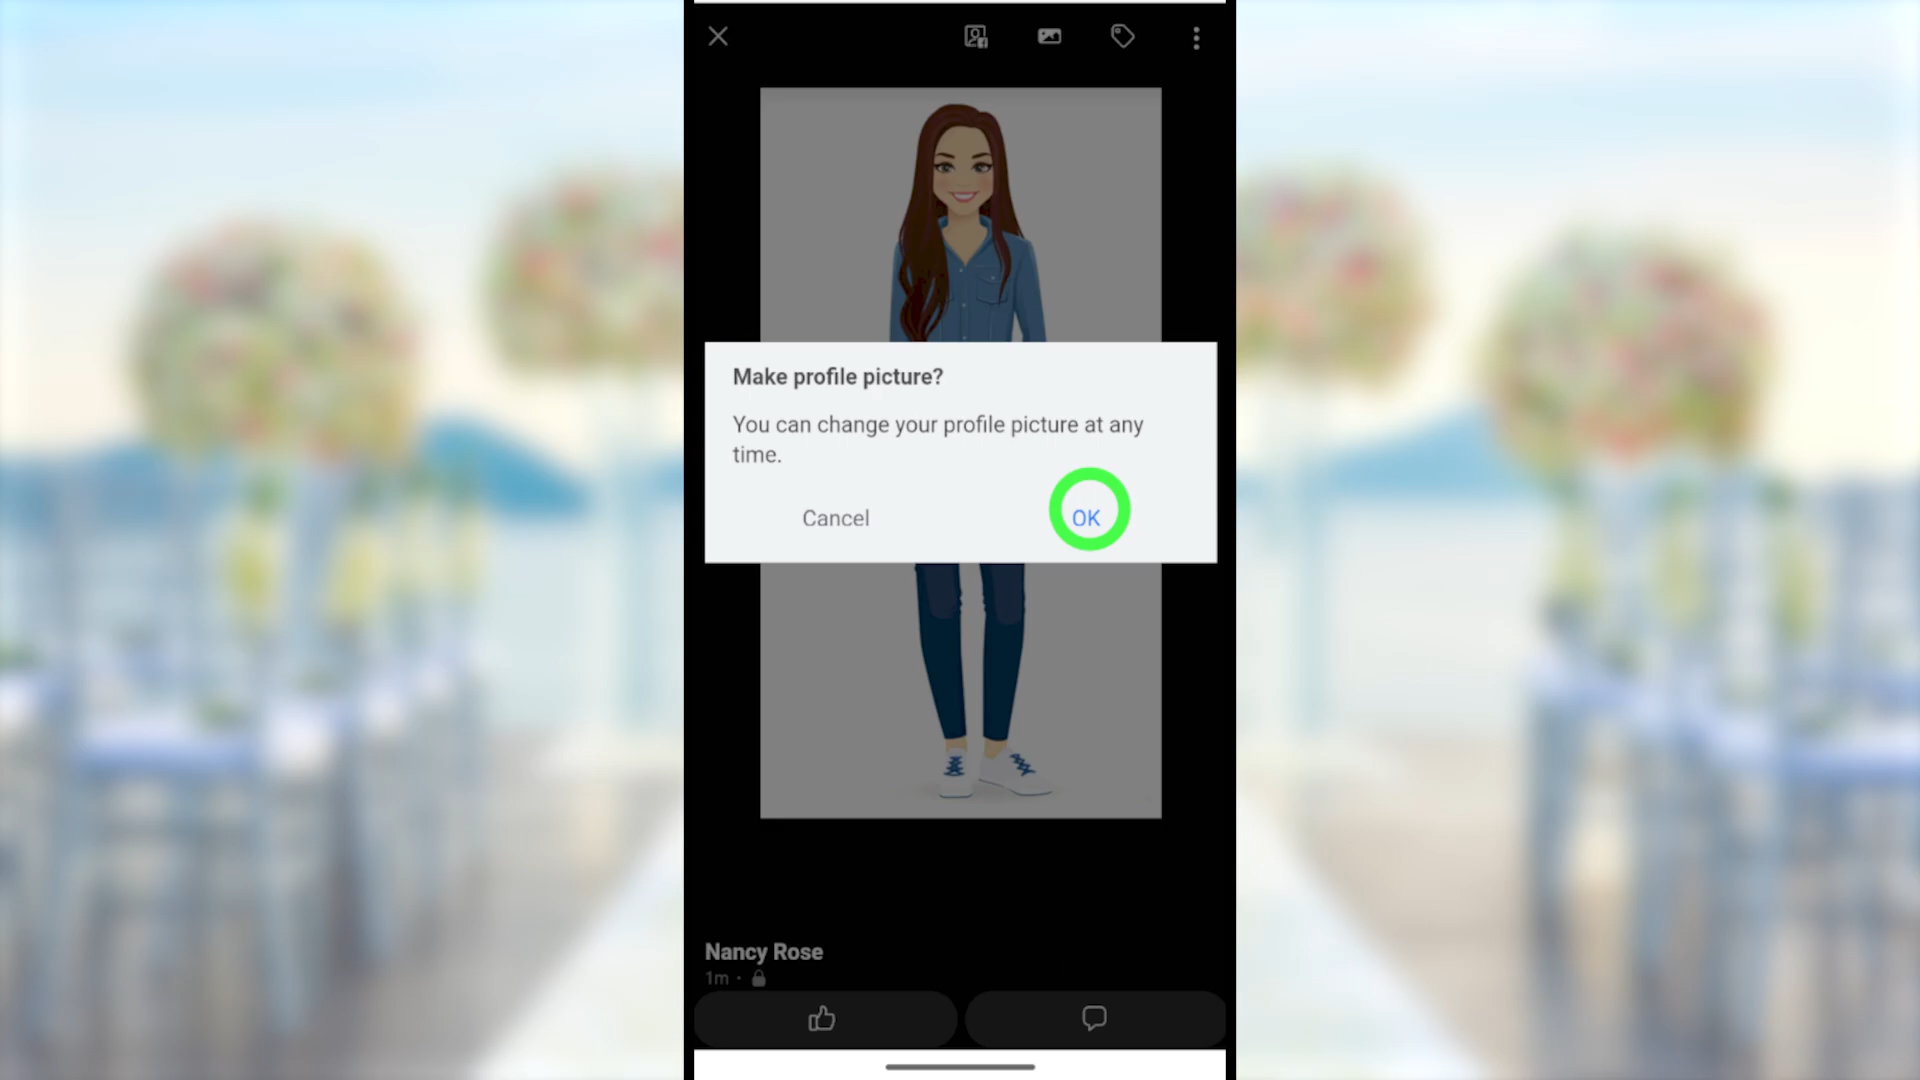 Make profile picture?
You can change your profile picture at any
time.
Cancel
OK
Nancy Rose
1m ·